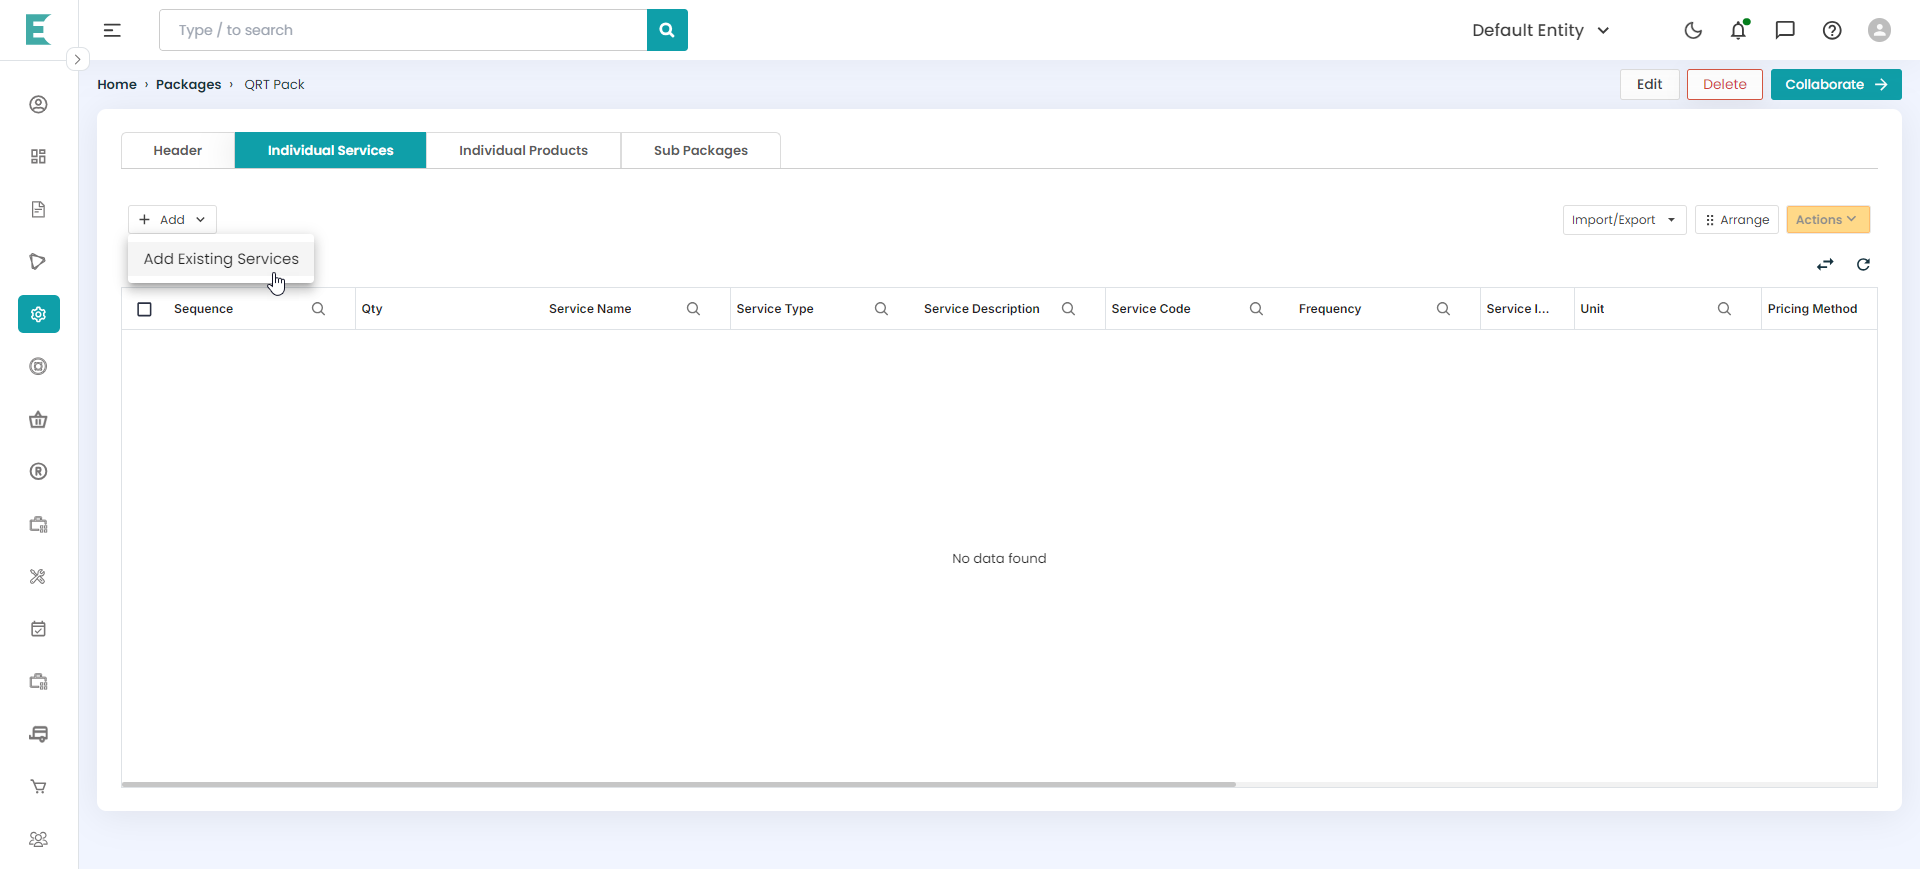 Type / to search
Default Entity
Home › Packages › QRT Pack
Edit
Delete
Collaborate
Header
Individual Services
Individual Products
Sub Packages
Add
Import/Export
Arrange
Actions
Add Existing Services
Sequence
Qty
Service Name
Service Type
Service Description
Service Code
Frequency
Service I...
Unit
Pricing Method
No data found